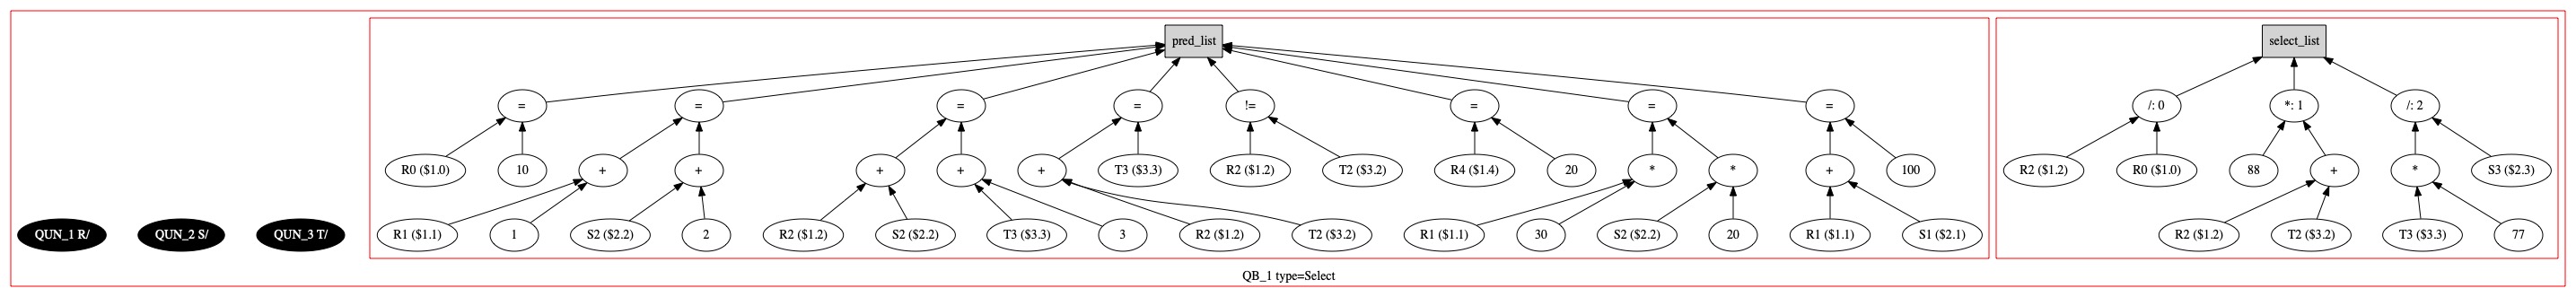 pred_list
select_list
=
=
=
=
!=
=
=
=
/: 0
*: 1
/: 2
R0 ($1.0)
10
+
+
+
+
+
T3 ($3.3)
R2 ($1.2)
T2 ($3.2)
R4 ($1.4)
20
*
*
+
100
R2 ($1.2)
R0 ($1.0)
88
+
*
S3 ($2.3)
QUN_1 R/
QUN_2 S/
QUN_3 T/
R1 ($1.1)
1
S2 ($2.2)
2
R2 ($1.2)
S2 ($2.2)
T3 ($3.3)
3
R2 ($1.2)
T2 ($3.2)
R1 ($1.1)
30
S2 ($2.2)
20
R1 ($1.1)
S1 ($2.1)
R2 ($1.2)
T2 ($3.2)
T3 ($3.3)
77
QB_1 type=Select